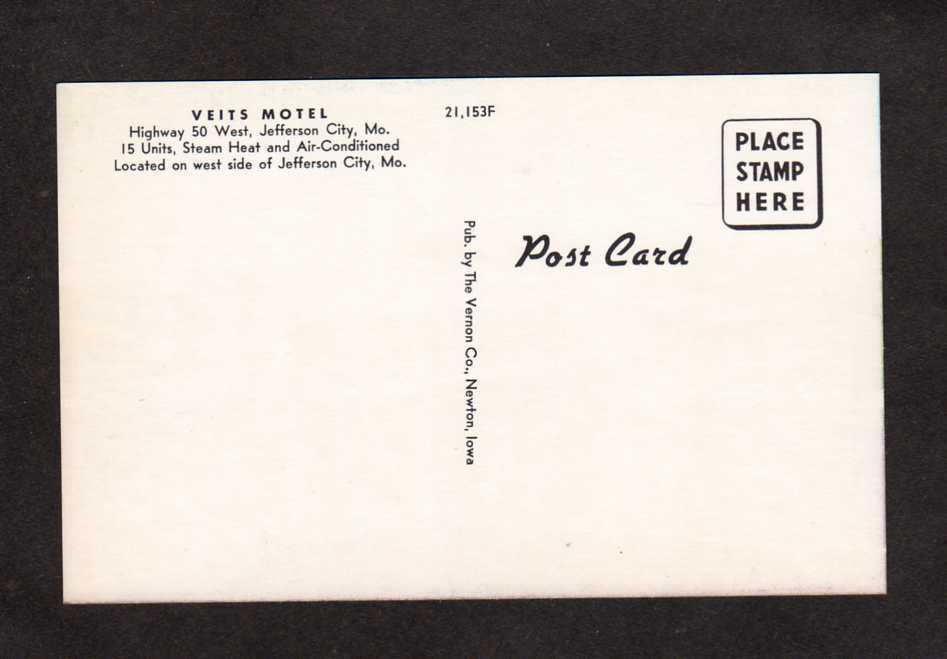 VEITS MOTEL
Highway 50 West, Jefferson City, Mo.
15 Units, Steam Heat and Air-Conditioned
Located on west side of Jefferson City, Mo.
21,153F
Pub. by The Vernon Co., Newton, Iowa
Post Card
PLACE
STAMP
HERE